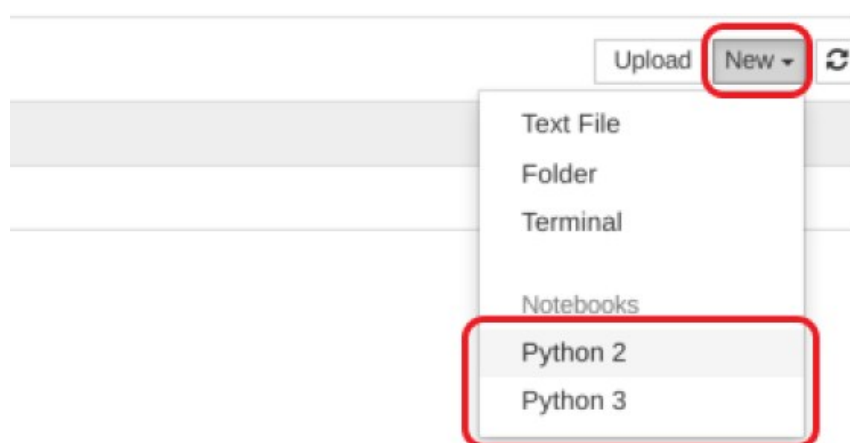 Upload New
Text File
Folder
Terminal
Notebooks
Python 2
Python 3